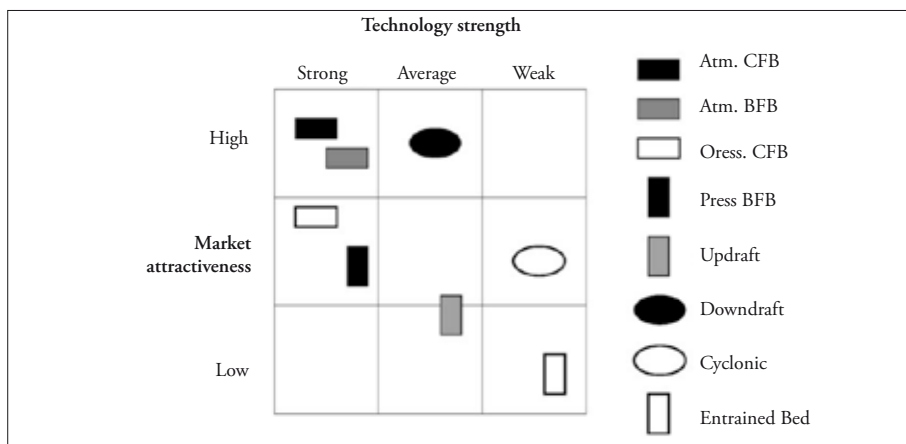 Technology strength
Strong Average Weak
High
Market
attractiveness
Low
Atm. CFB
Atm. BFB
Oress. CFB
Press BFB
Updraft
Downdraft
Cyclonic
Entrained Bed